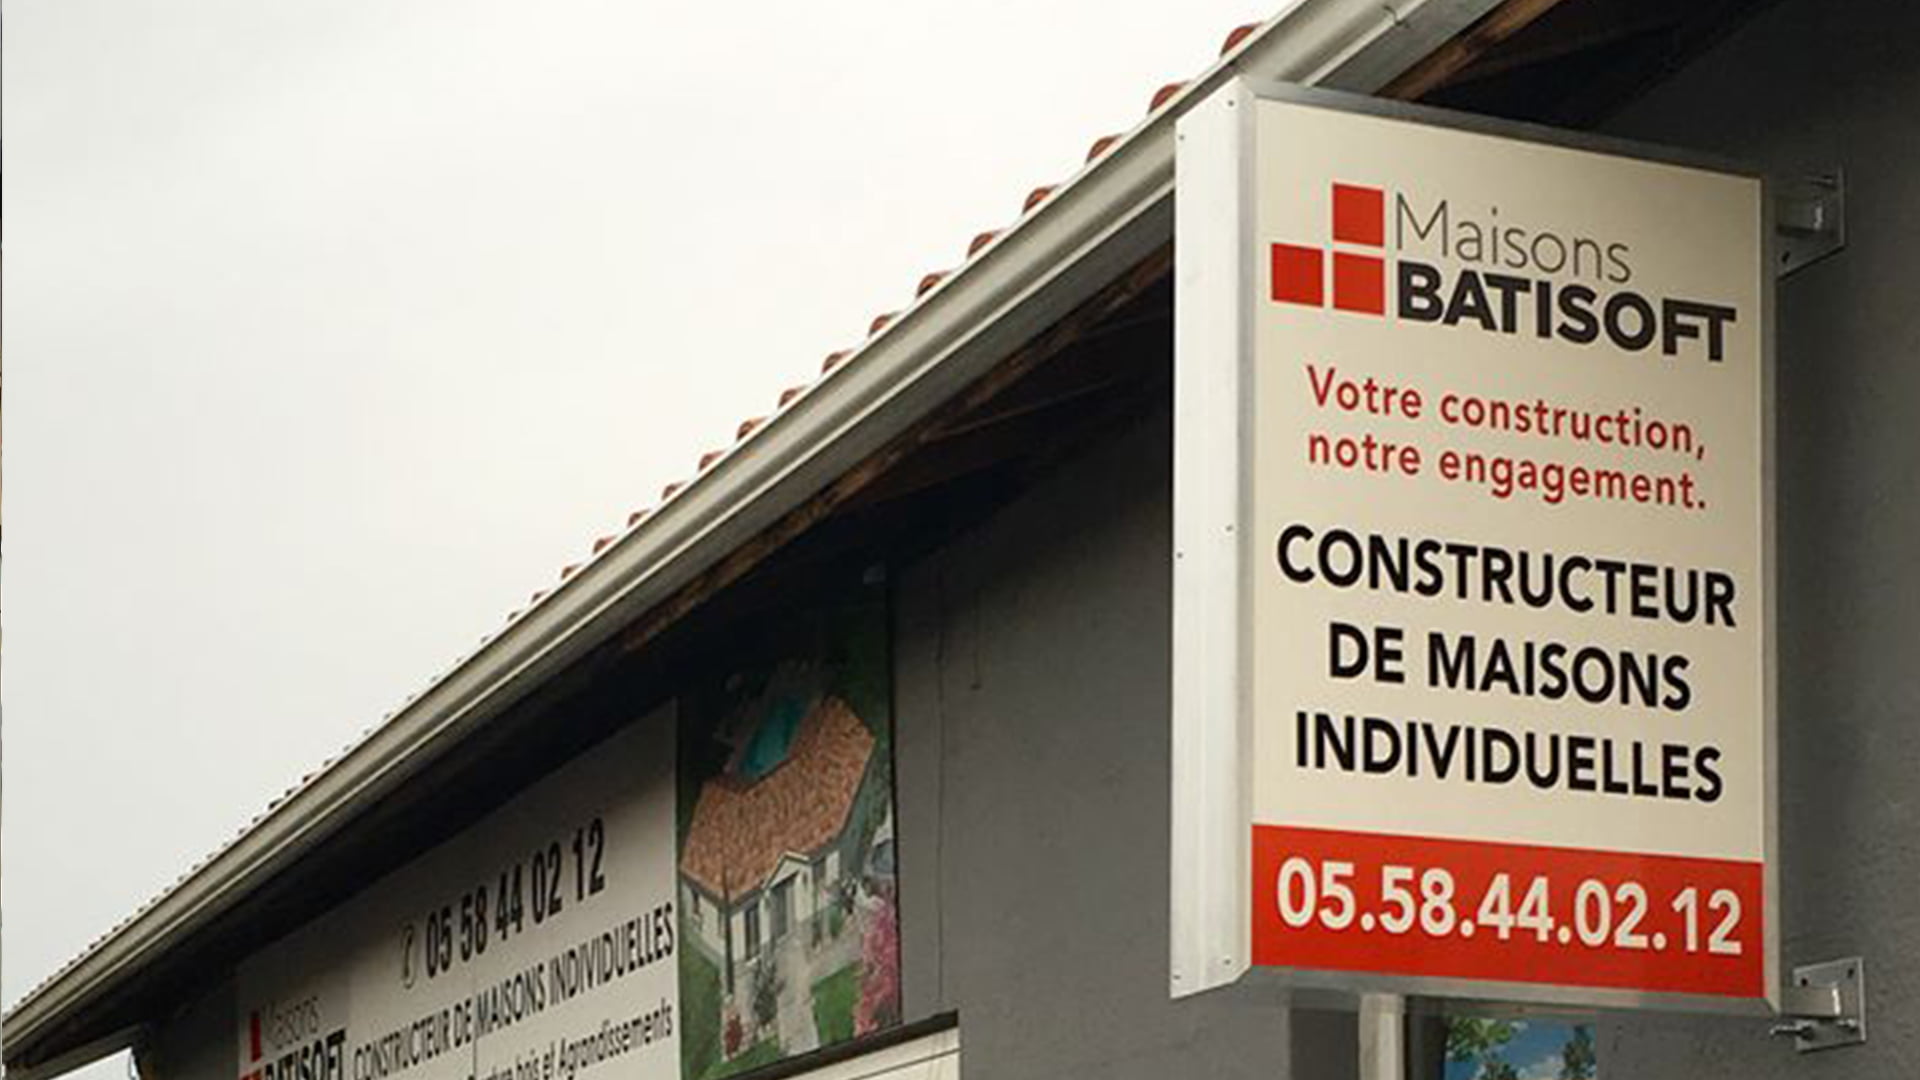 Maisons
BATISOFT
Votre construction,
notre engagement.
CONSTRUCTEUR
DE MAISONS
INDIVIDUELLES
05.58.44.02.12
05 58 44 02 12
Maisons
BATISOFT
CONSTRUCTEUR DE MAISONS INDIVIDUELLES
bois et Agrandissements